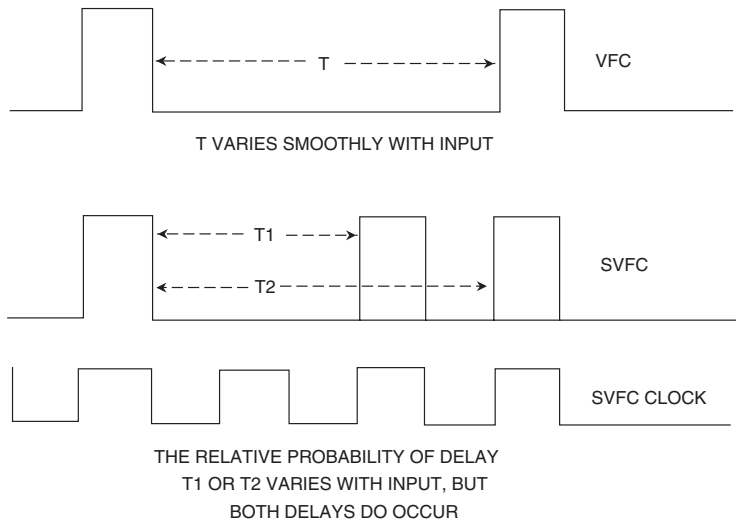 T
VFC
T VARIES SMOOTHLY WITH INPUT
T1
SVFC
T2
SVFC CLOCK
THE RELATIVE PROBABILITY OF DELAY
T1 OR T2 VARIES WITH INPUT, BUT
BOTH DELAYS DO OCCUR